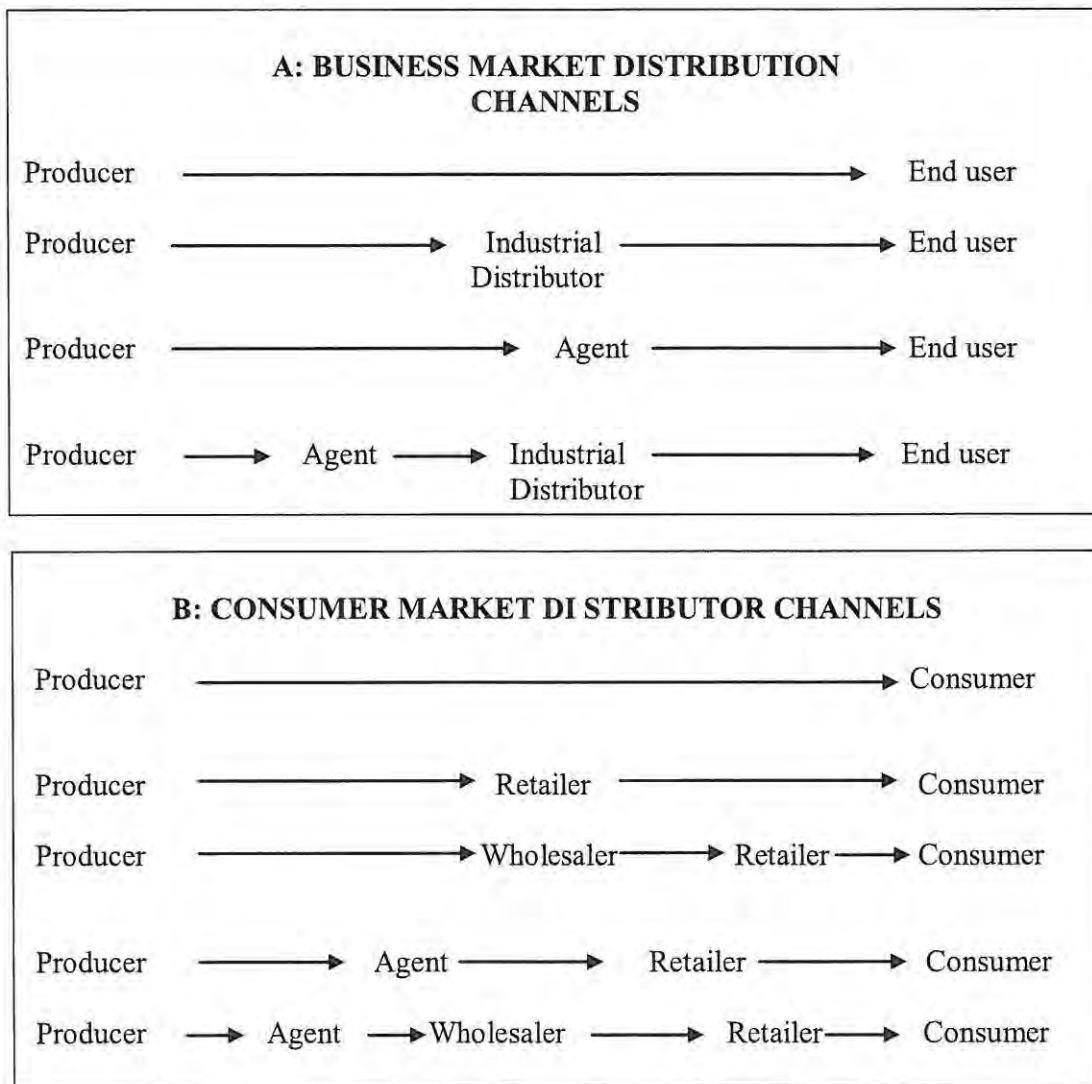 A: BUSINESS MARKET DISTRIBUTION
CHANNELS
Producer End user
Producer Industrial End user
Distributor
Producer Agent End user
Producer Agent Industrial End user
Distributor
B: CONSUMER MARKET DI STRIBUTOR CHANNELS
Producer Consumer
Producer Retailer Consumer
Producer Wholesaler Retailer Consumer
Producer Agent Retailer Consumer
Producer Agent Wholesaler Retailer Consumer